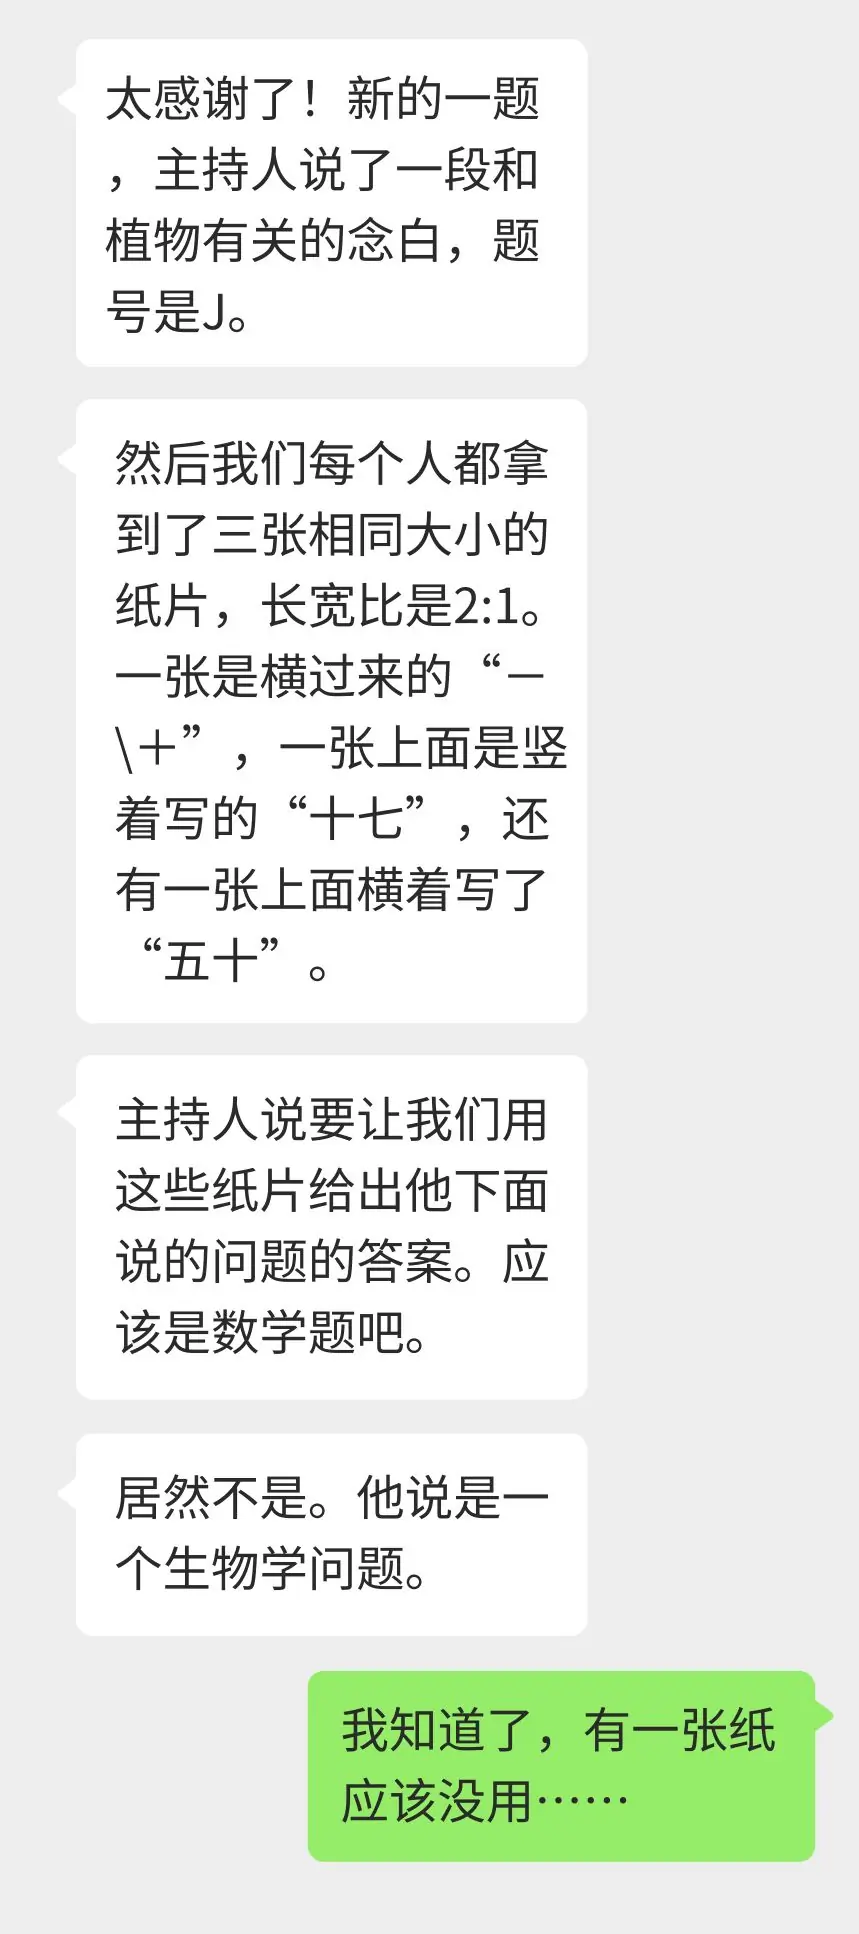 太感谢了！新的一题
，主持人说了一段和
植物有关的念白，题
号是J。
然后我们每个人都拿
到了三张相同大小的
纸片，长宽比是2:1。
一张是横过来的“－
\＋”，一张上面是竖
着写的“十七”，还
有一张上面横着写了
“五十”。
主持人说要让我们用
这些纸片给出他下面
说的问题的答案。应
该是数学题吧。
居然不是。他说是一
个生物学问题。
我知道了，有一张纸
应该没用……